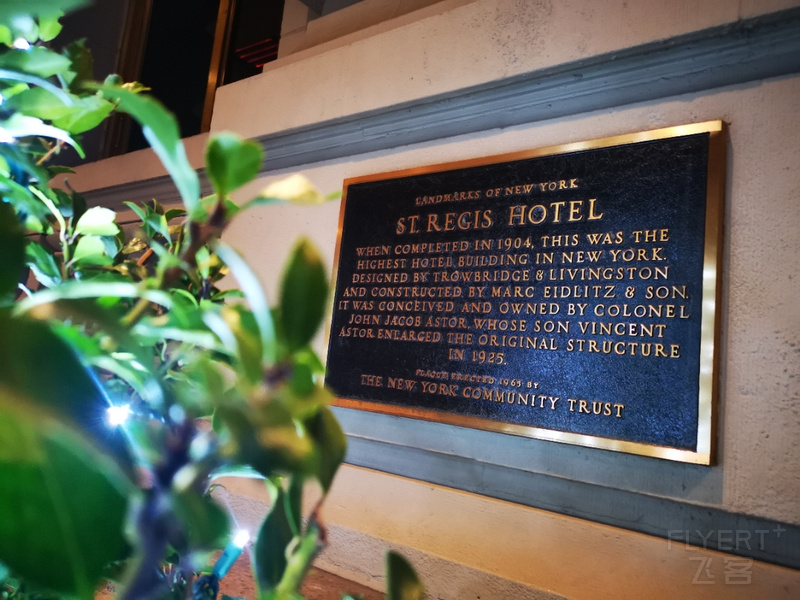 LANDMARKS OF NEW YORK
ST. REGIS HOTEL
WHEN COMPLETED IN 1904, THIS WAS THE
HIGHEST HOTEL BUILDING IN NEW YORK.
DESIGNED BY TROWBRIDGE & LIVINGSTON
AND CONSTRUCTED BY MARC EIDLITZ & SON,
IT WAS CONCEIVED AND OWNED BY COLONEL
JOHN JACOB ASTOR, WHOSE SON VINCENT
ASTOR ENLARGED THE ORIGINAL STRUCTURE
IN 1925.
PLAQUE ERECTED 1965 BY
THE NEW YORK COMMUNITY TRUST
FLYERT+
飞客